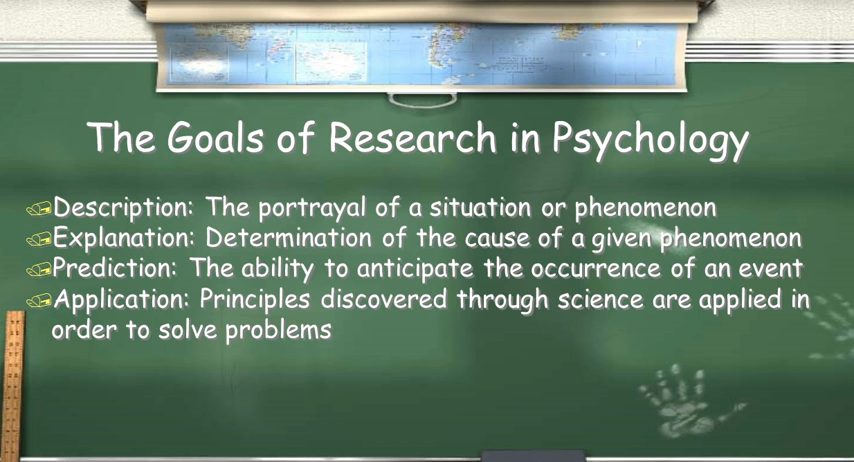 The Goals of Research in Psychology
Description: The portrayal of a situation or phenomenon
Explanation: Determination of the cause of a given phenomenon
Prediction: The ability to anticipate the occurrence of an event
Application: Principles discovered through science are applied in
order to solve problems